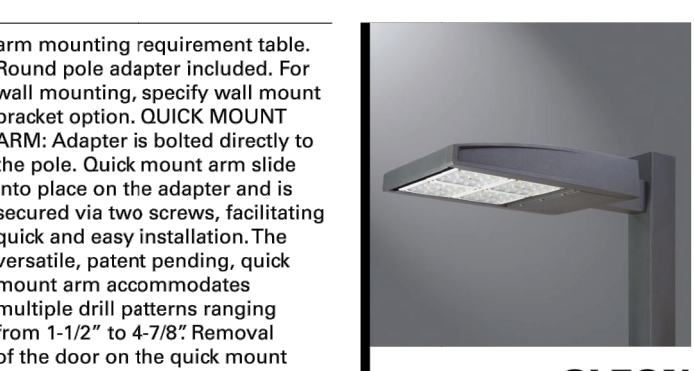 arm mounting requirement table.
Round pole adapter included. For
wall mounting, specify wall mount
bracket option. QUICK MOUNT
ARM: Adapter is bolted directly to
the pole. Quick mount arm slide
into place on the adapter and is
secured via two screws, facilitating
quick and easy installation. The
versatile, patent pending, quick
mount arm accommodates
multiple drill patterns ranging
from 1-1/2” to 4-7/8”. Removal
of the door on the quick mount